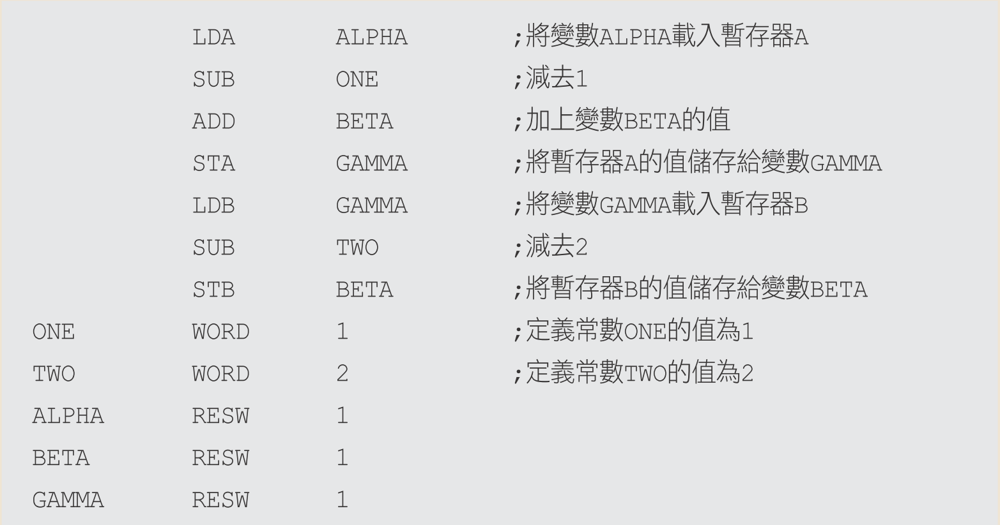 LDA ALPHA ;將變數ALPHA載入暫存器A
SUB ONE ;減去1
ADD BETA ;加上變數BETA的值
STA GAMMA ;將暫存器A的值儲存給變數GAMMA
LDB GAMMA ;將變數GAMMA載入暫存器B
SUB TWO ;減去2
STB BETA ;將暫存器B的值儲存給變數BETA
ONE WORD 1 ;定義常數ONE的值為1
TWO WORD 2 ;定義常數TWO的值為2
ALPHA RESW 1
BETA RESW 1
GAMMA RESW 1